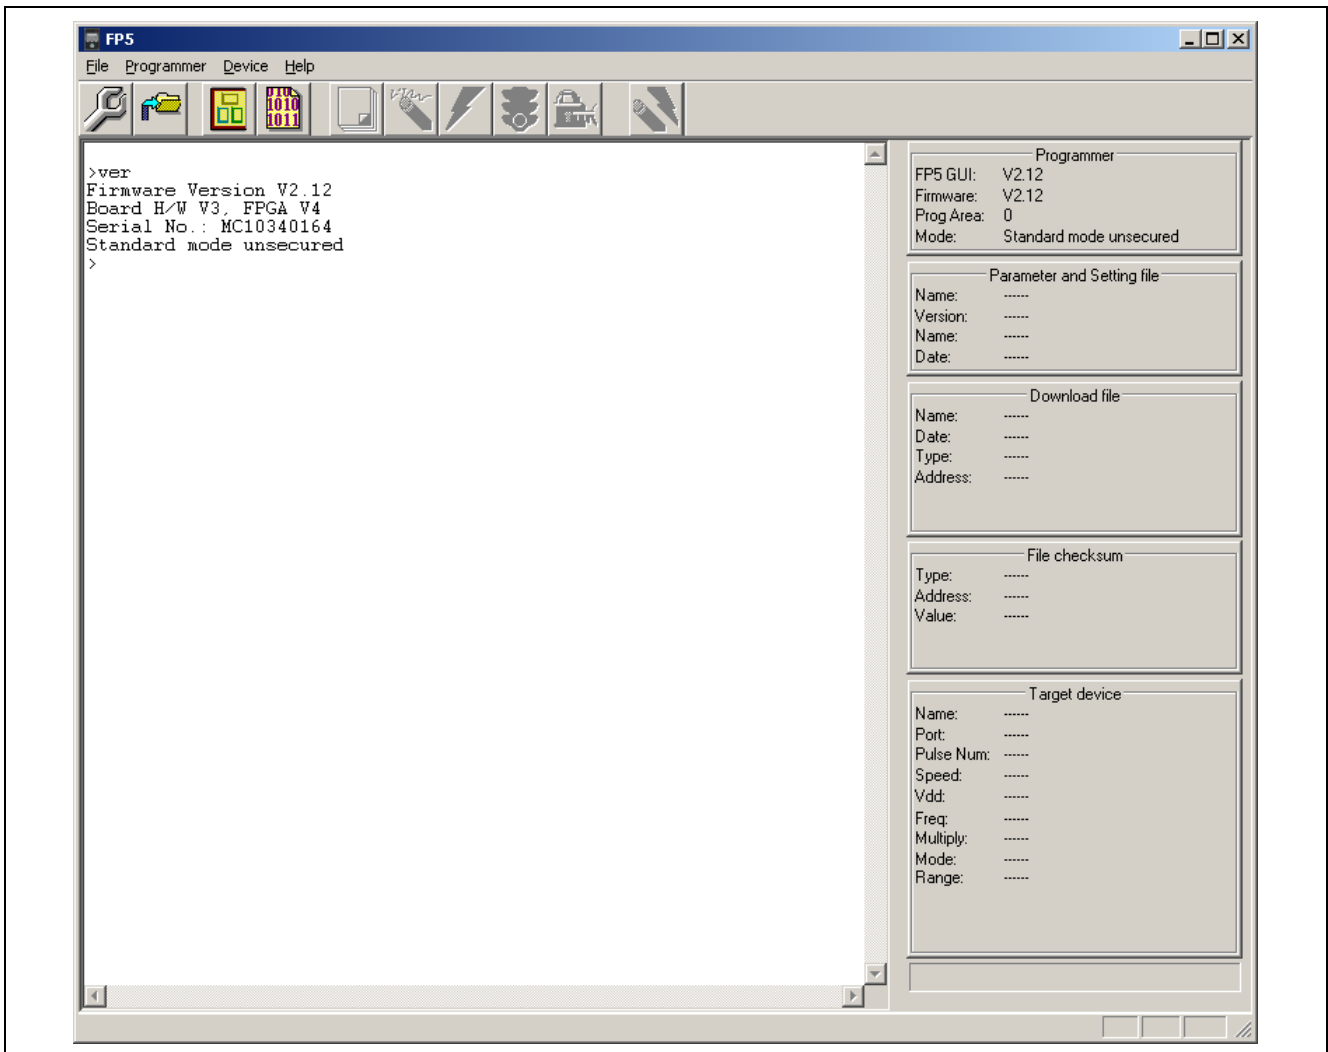 FP5
File Programmer Device Help
010
1010
1011
>ver
Firmware Version V2.12
Board H/W V3, FPGA V4
Serial No.: MC10340164
Standard mode unsecured
>
Programmer
FP5 GUI: V2.12
Firmware: V2.12
Prog Area: 0
Mode: Standard mode unsecured
Parameter and Setting file
Name: ------
Version: ------
Name: ------
Date: ------
Download file
Name: ------
Date: ------
Type: ------
Address: ------
File checksum
Type: ------
Address: ------
Value: ------
Target device
Name: ------
Port: ------
Pulse Num: ------
Speed: ------
Vdd: ------
Freq: ------
Multiply: ------
Mode: ------
Range: ------